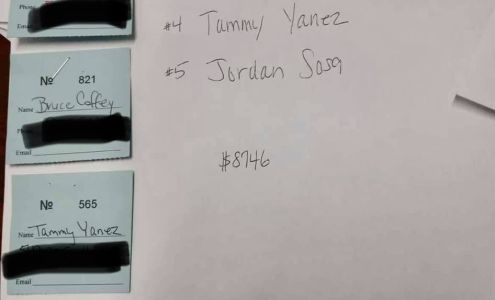 Phone
Email
No 821
Name Bruce Coffey
Email
No 565
Name Tammy Yanez
Email
#4 Tammy Yanez
#5 Jordan Sosa
$8746